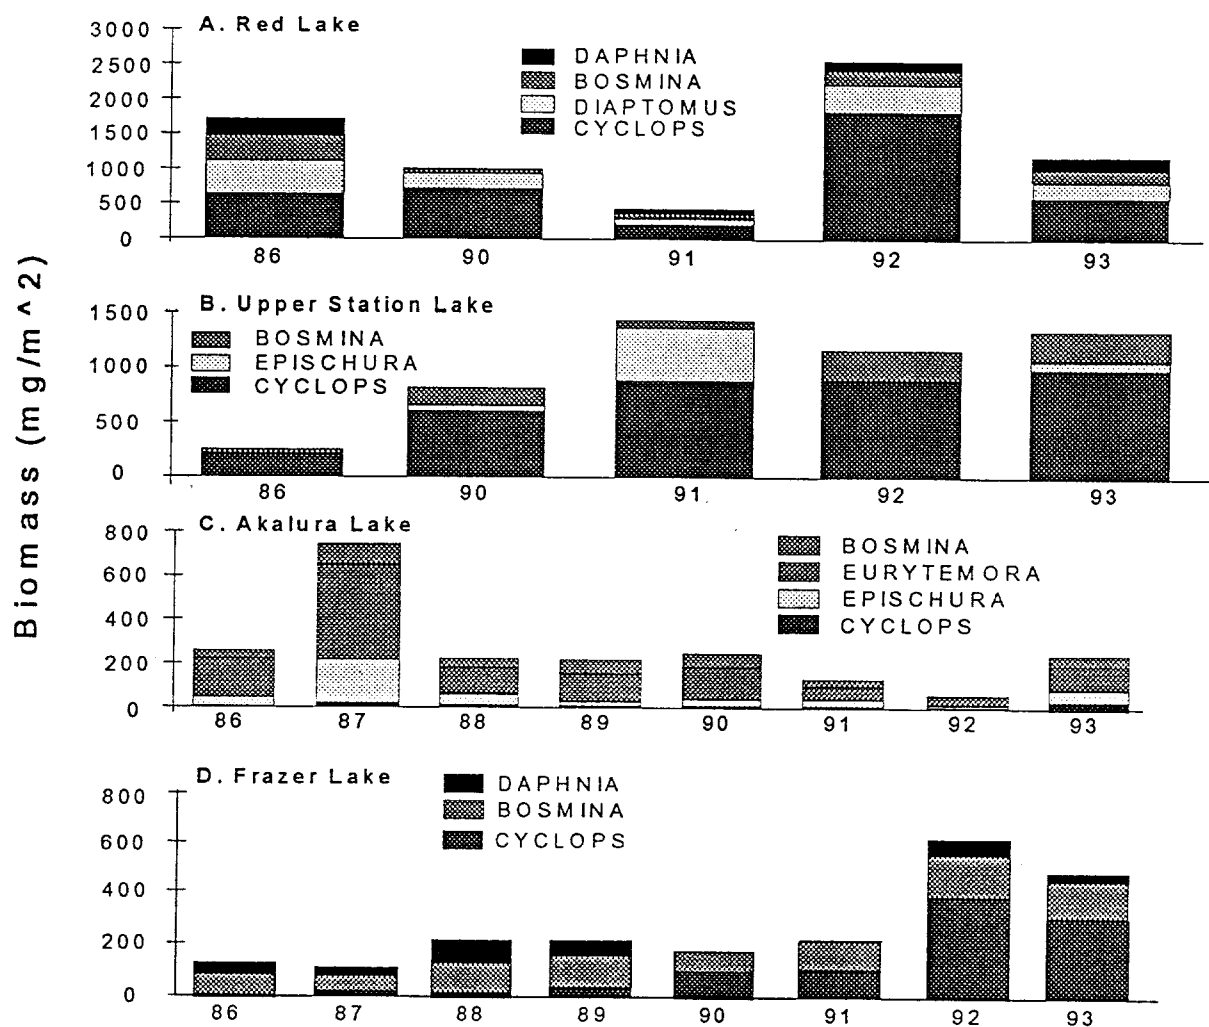 Biomass (mg/m^2)
A. Red Lake
3000
2500
2000
1500
1000
500
0
DAPHNIA
BOSMINA
DIAPTOMUS
CYCLOPS
86 90 91 92 93
B. Upper Station Lake
1500
1000
500
0
BOSMINA
EPISCHURA
CYCLOPS
86 90 91 92 93
C. Akalura Lake
800
600
400
200
0
BOSMINA
EURYTEMORA
EPISCHURA
CYCLOPS
86 87 88 89 90 91 92 93
D. Frazer Lake
800
600
400
200
0
DAPHNIA
BOSMINA
CYCLOPS
86 87 88 89 90 91 92 93